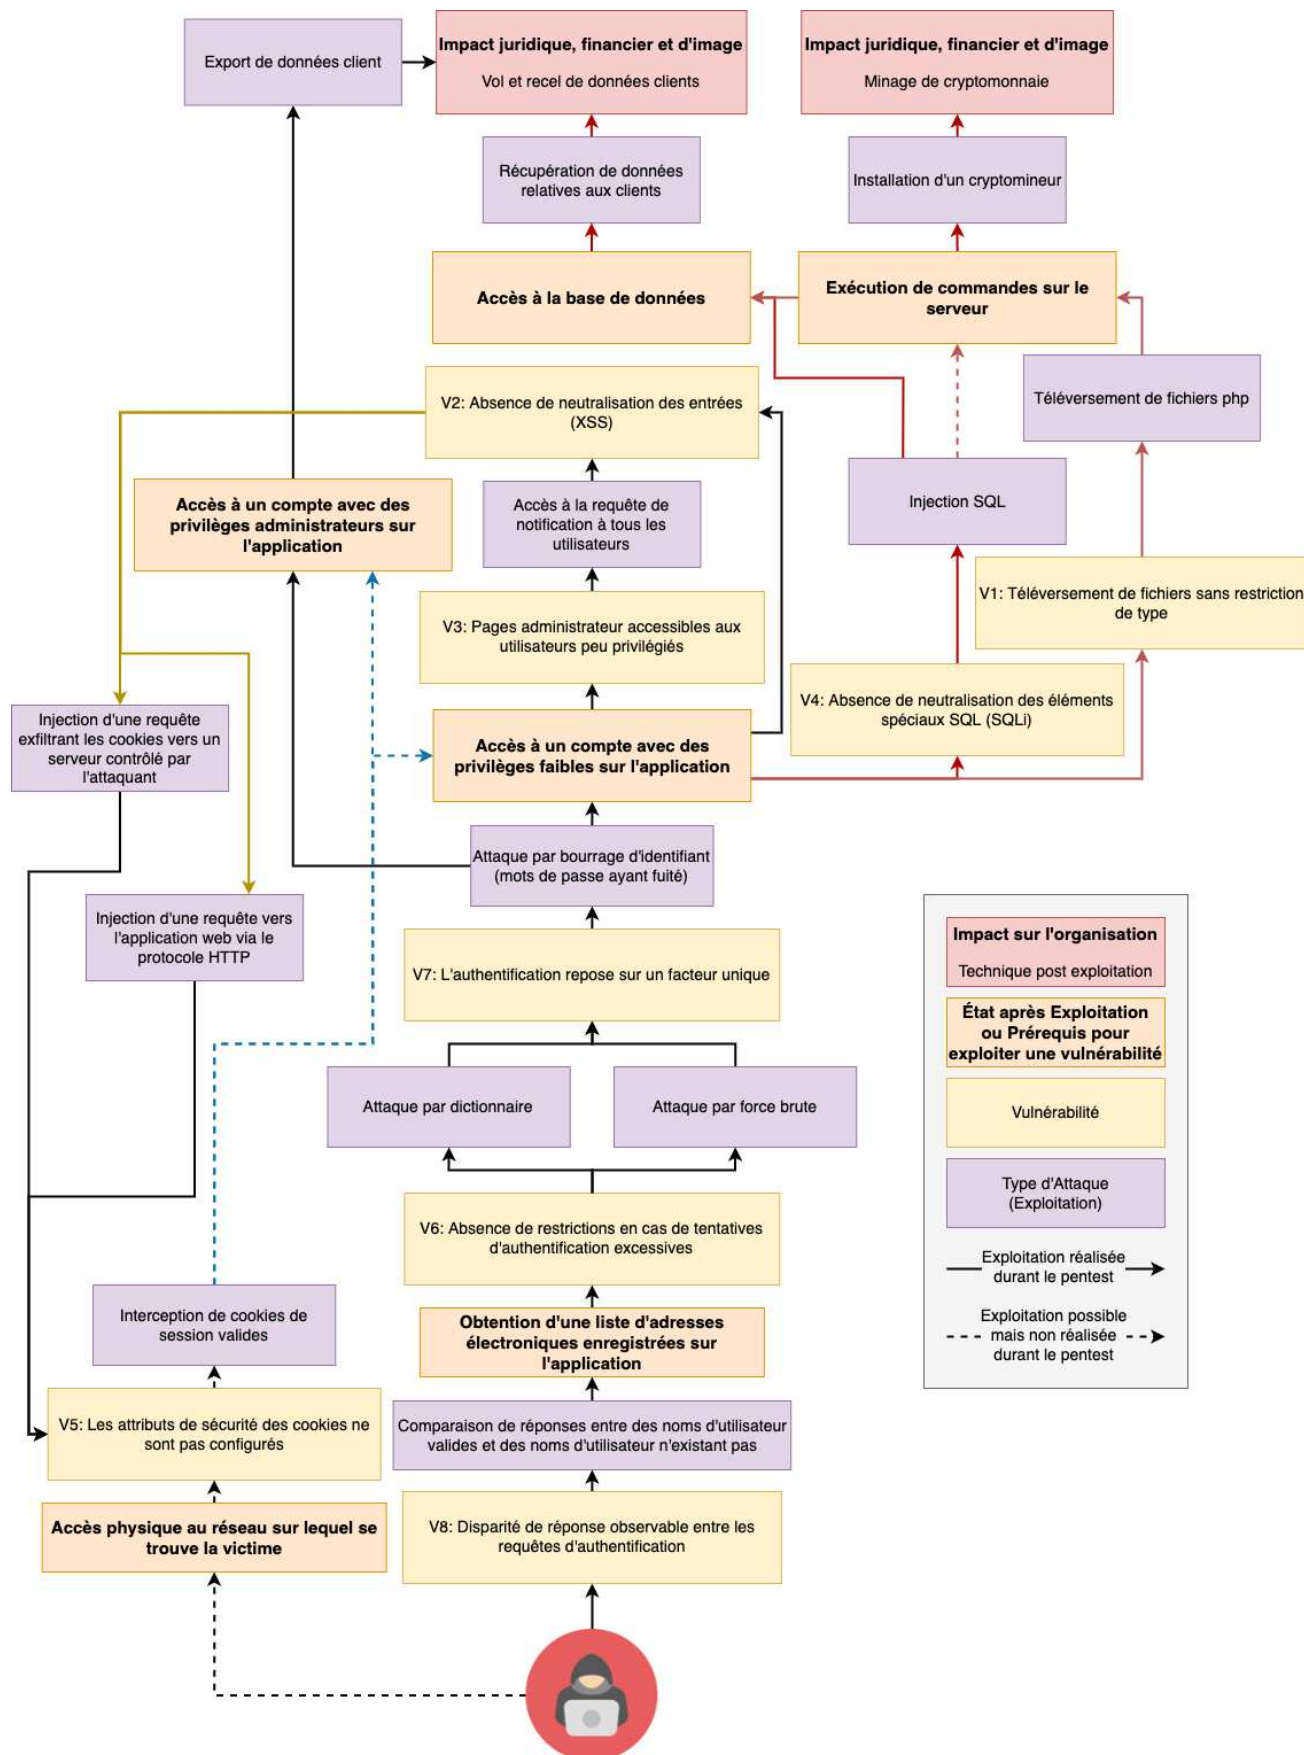 Export de données client
Impact juridique, financier et d'image
Vol et recel de données clients
Impact juridique, financier et d'image
Minage de cryptomonnaie
Récupération de données
relatives aux clients
Installation d'un cryptomineur
Accès à la base de données
Exécution de commandes sur le
serveur
V2: Absence de neutralisation des entrées
(XSS)
Téléversement de fichiers php
Accès à un compte avec des
privilèges administrateurs sur
l'application
Accès à la requête de
notification à tous les
utilisateurs
Injection SQL
V1: Téléversement de fichiers sans restriction
de type
V3: Pages administrateur accessibles aux
utilisateurs peu privilégiés
V4: Absence de neutralisation des éléments
spéciaux SQL (SQLi)
Injection d'une requête
exfiltrant les cookies vers un
serveur contrôlé par
l'attaquant
Accès à un compte avec des
privilèges faibles sur l'application
Attaque par bourrage d'identifiant
(mots de passe ayant fuité)
Injection d'une requête vers
l'application web via le
protocole HTTP
V7: L'authentification repose sur un facteur unique
Attaque par dictionnaire
Attaque par force brute
V6: Absence de restrictions en cas de tentatives
d'authentification excessives
Interception de cookies de
session valides
Obtention d'une liste d'adresses
électroniques enregistrées sur
l'application
V5: Les attributs de sécurité des cookies ne
sont pas configurés
Comparaison de réponses entre des noms d'utilisateur
valides et des noms d'utilisateur n'existant pas
Accès physique au réseau sur lequel se
trouve la victime
V8: Disparité de réponse observable entre les
requêtes d'authentification
Impact sur l'organisation
Technique post exploitation
État après Exploitation
ou Prérequis pour
exploiter une vulnérabilité
Vulnérabilité
Type d'Attaque
(Exploitation)
Exploitation réalisée
durant le pentest
Exploitation possible
mais non réalisée
durant le pentest